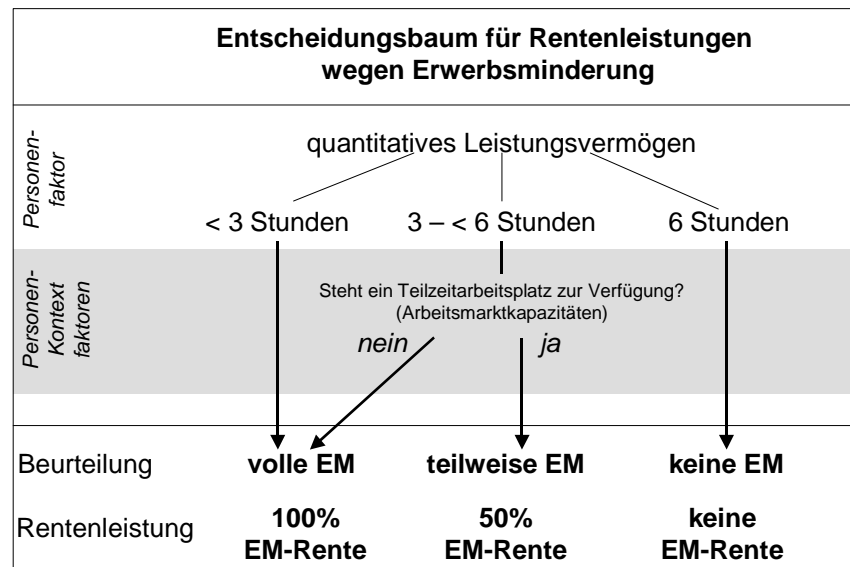 Entscheidungsbaum für Rentenleistungen
wegen Erwerbsminderung
Personen-
faktor
quantitatives Leistungsvermögen
< 3 Stunden 3 – < 6 Stunden 6 Stunden
Personen-
Kontext
faktoren
Steht ein Teilzeitarbeitsplatz zur Verfügung?
(Arbeitsmarktkapazitäten)
nein ja
Beurteilung volle EM teilweise EM keine EM
Rentenleistung 100% 50% keine
EM-Rente EM-Rente EM-Rente